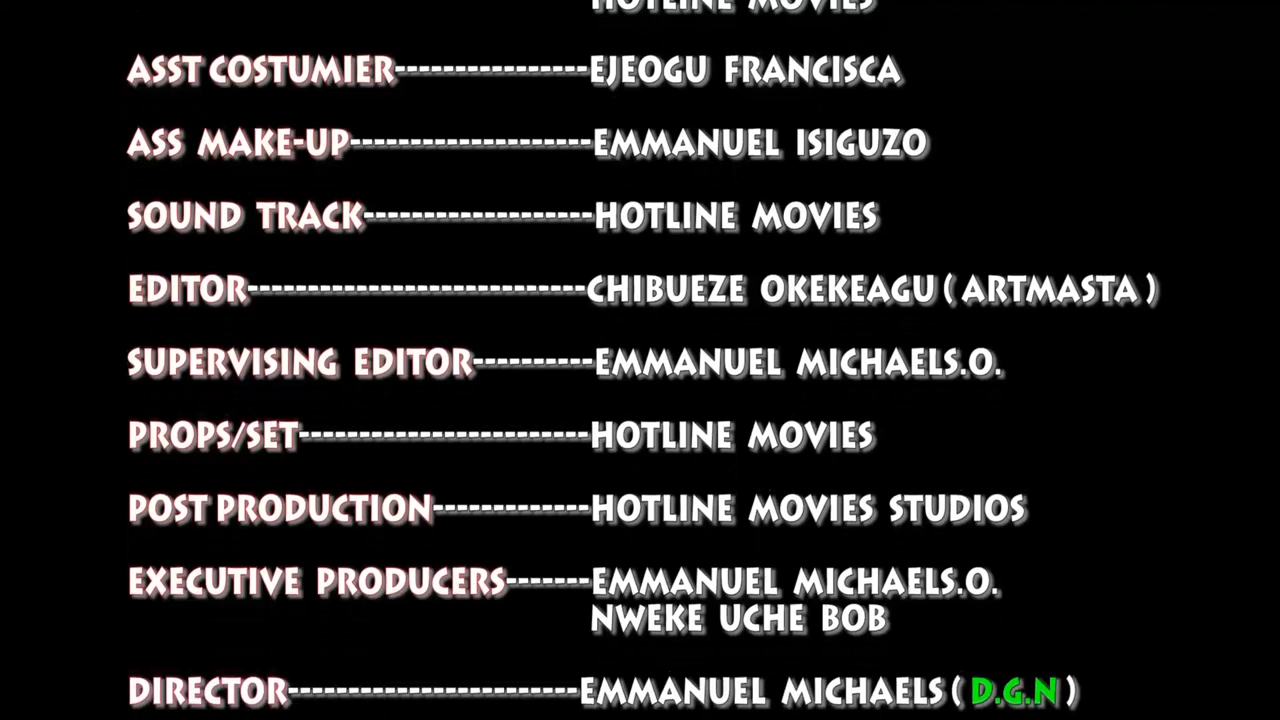 HOTLINE MOVIES
ASST COSTUMIER----------------EJEOGU FRANCISCA
ASS MAKE-UP--------------------EMMANUEL ISIGUZO
SOUND TRACK-------------------HOTLINE MOVIES
EDITOR----------------------------CHIBUEZE OKEKEAGU ( ARTMASTA )
SUPERVISING EDITOR----------EMMANUEL MICHAELS.O.
PROPS/SET------------------------HOTLINE MOVIES
POST PRODUCTION-------------HOTLINE MOVIES STUDIOS
EXECUTIVE PRODUCERS-------EMMANUEL MICHAELS.O.
NWEKE UCHE BOB
DIRECTOR------------------------EMMANUEL MICHAELS ( D.G.N )